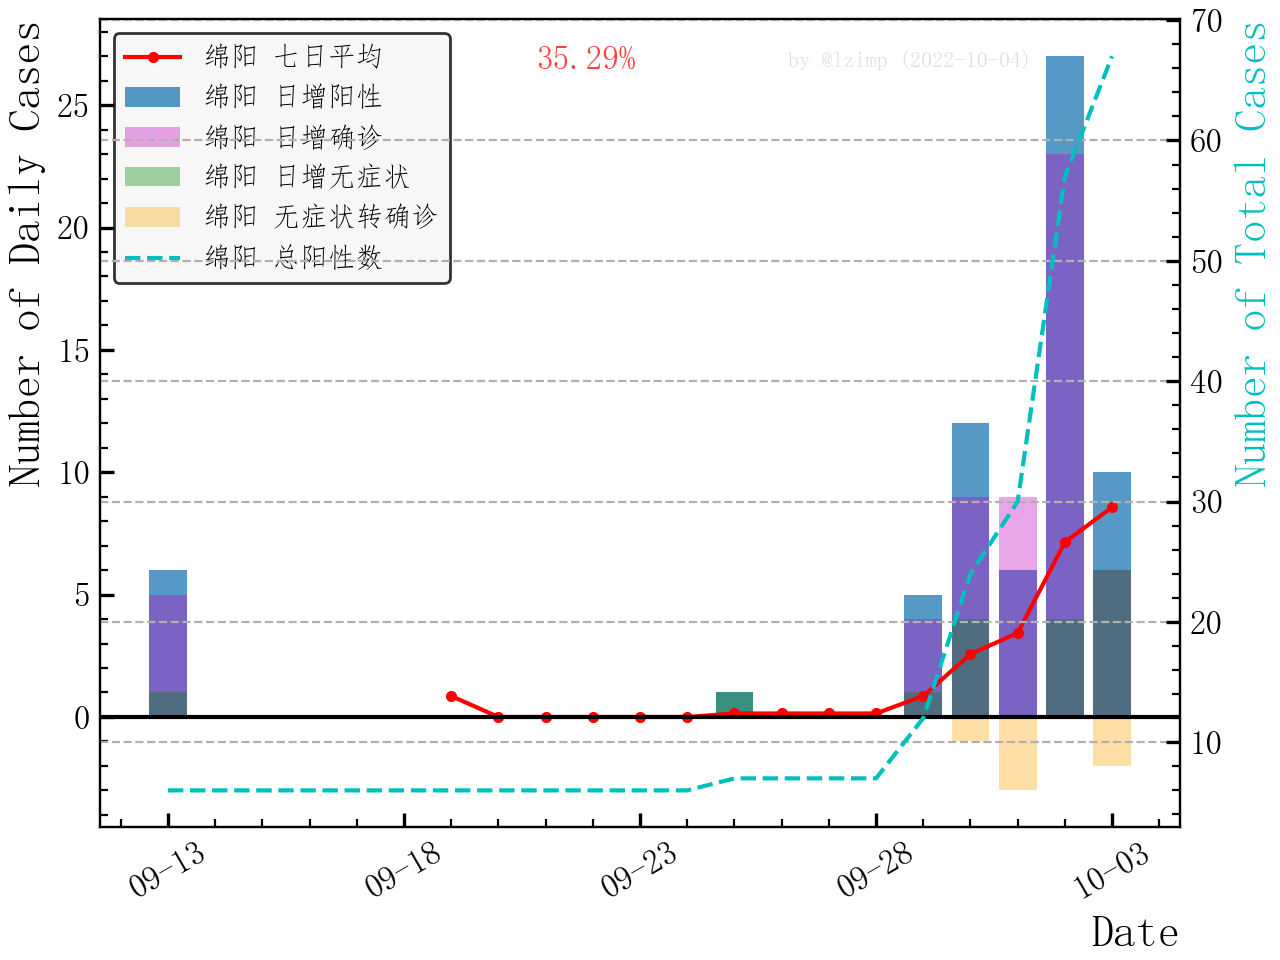 绵阳 七日平均
绵阳 日增阳性
绵阳 日增确诊
绵阳 日增无症状
绵阳 无症状转确诊
绵阳 总阳性数
35.29%
by @lzimp (2022-10-04)
Number of Daily Cases
25
20
15
10
5
0
Number of Total Cases
70
60
50
40
30
20
10
09-13
09-18
09-23
09-28
10-03
Date